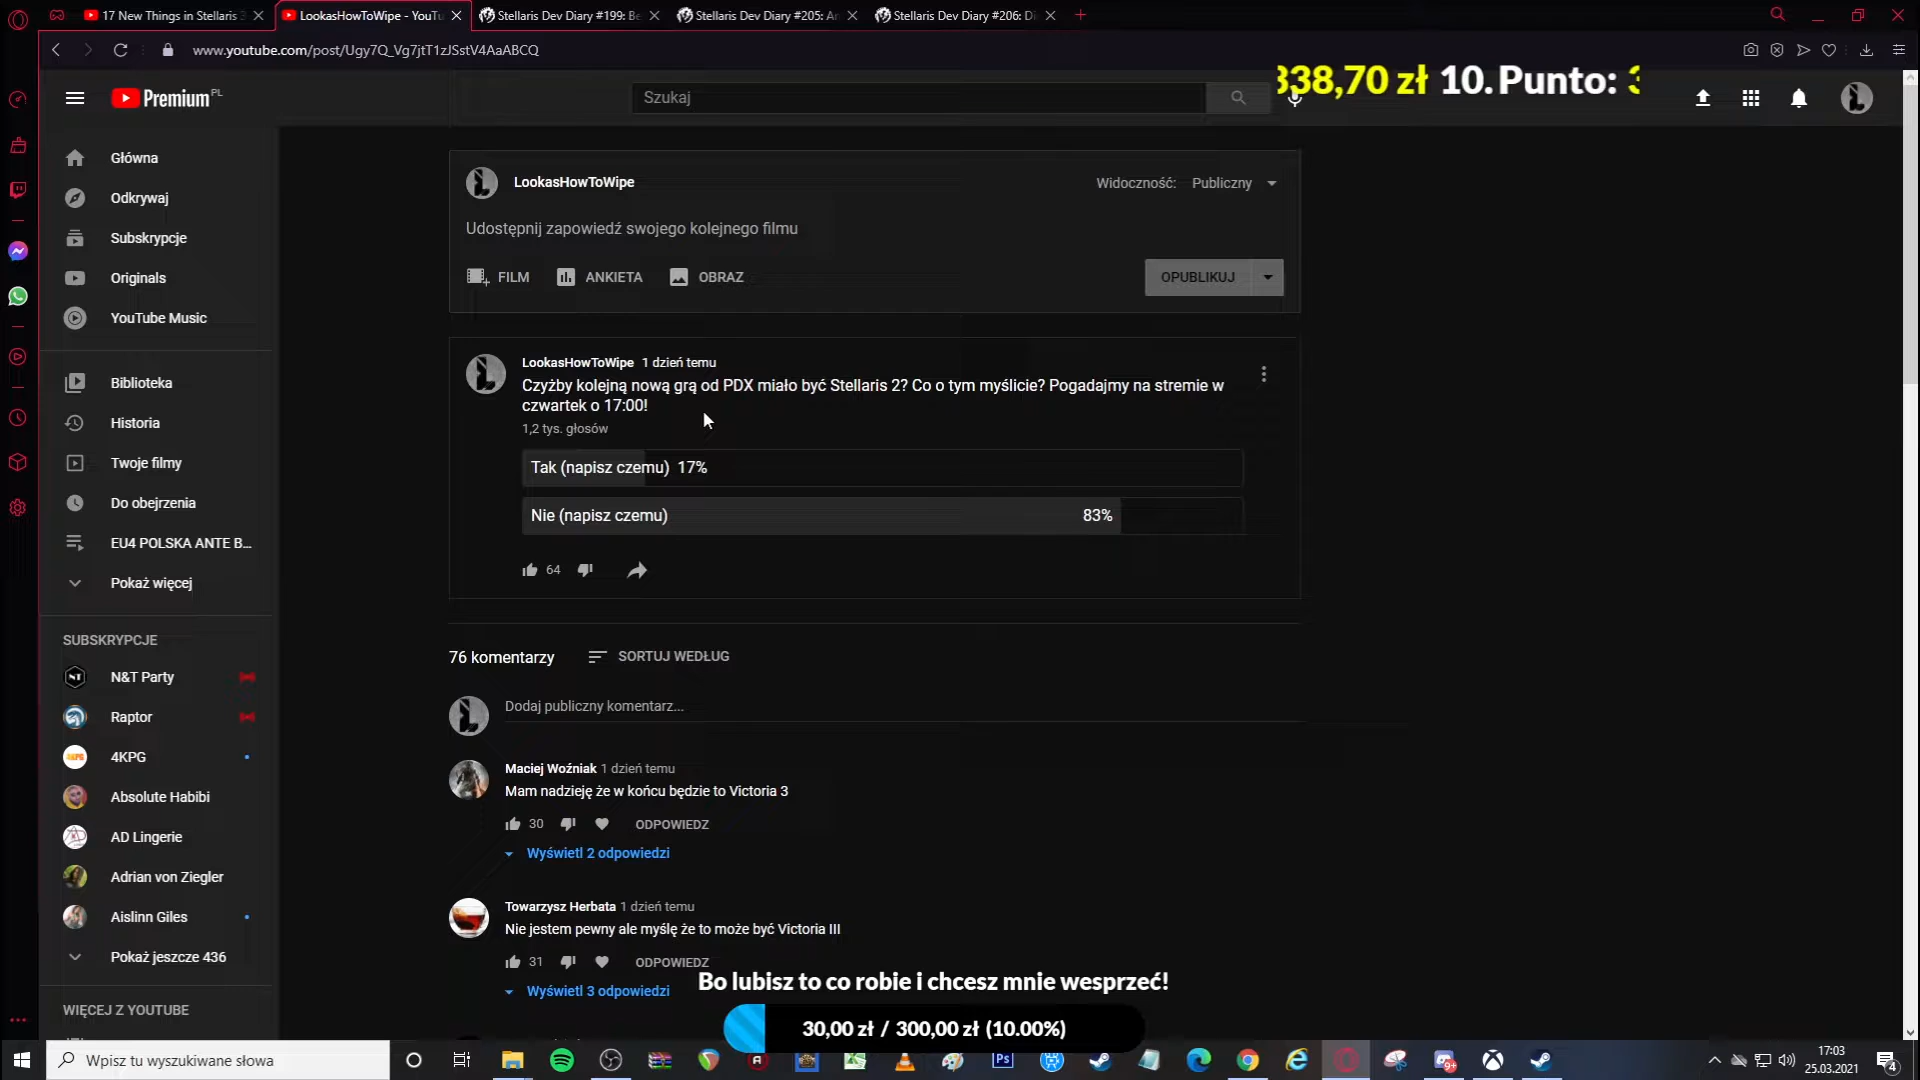 17 New Things in Stellaris
LookasHowToWipe - YouTu
Stellaris Dev Diary #199: Be
Stellaris Dev Diary #205: A
Stellaris Dev Diary #206: Di
www.youtube.com/post/Ugy7Q_Vg7jtT1zJSstV4AaABCQ
338,70 zł 10. Punto:
Premium PL
Szukaj
Główna
Odkrywaj
Subskrypcje
Originals
YouTube Music
Biblioteka
Historia
Twoje filmy
Do obejrzenia
EU4 POLSKA ANTE B...
Pokaż więcej
SUBSKRYPCJE
N&T Party
Raptor
4KPG
Absolute Habibi
AD Lingerie
Adrian von Ziegler
Aislinn Giles
Pokaż jeszcze 436
WIĘCEJ Z YOUTUBE
LookasHowToWipe
Widoczność: Publiczny
Udostępnij zapowiedź swojego kolejnego filmu
FILM ANKIETA OBRAZ
OPUBLIKUJ
LookasHowToWipe 1 dzień temu
Czyżby kolejną nową grą od PDX miało być Stellaris 2? Co o tym myślicie? Pogadajmy na stremie w
czwartek o 17:00!
1,2 tys. głosów
Tak (napisz czemu) 17%
Nie (napisz czemu) 83%
64
76 komentarzy SORTUJ WEDŁUG
Dodaj publiczny komentarz...
Maciej Woźniak 1 dzień temu
Mam nadzieję że w końcu będzie to Victoria 3
30 ODPOWIEDZ
Wyświetl 2 odpowiedzi
Towarzysz Herbata 1 dzień temu
Nie jestem pewny ale myślę że to może być Victoria III
31 ODPOWIEDZ
Wyświetl 3 odpowiedzi
Bo lubisz to co robie i chcesz mnie wesprzeć!
30,00 zł / 300,00 zł (10.00%)
Wpisz tu wyszukiwane słowa
Ps
9+
17:03
25.03.2021
4